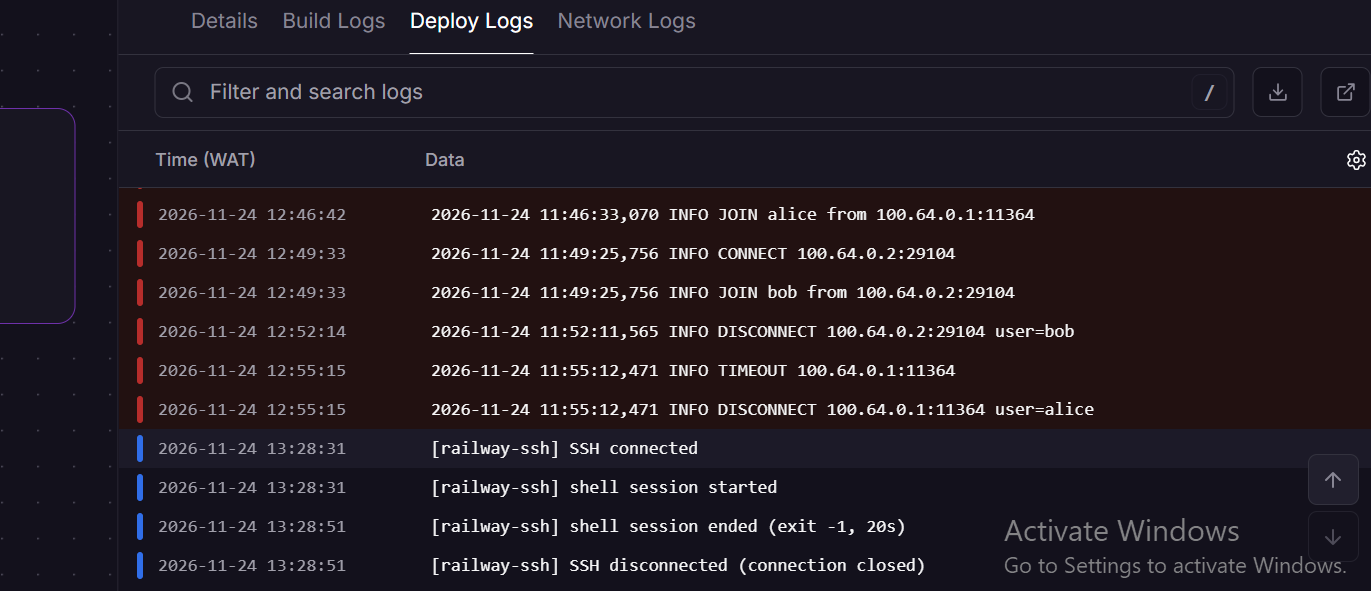 Details Build Logs Deploy Logs Network Logs
Filter and search logs /
Time (WAT) Data
2026-11-24 12:46:42 2026-11-24 11:46:33,070 INFO JOIN alice from 100.64.0.1:11364
2026-11-24 12:49:33 2026-11-24 11:49:25,756 INFO CONNECT 100.64.0.2:29104
2026-11-24 12:49:33 2026-11-24 11:49:25,756 INFO JOIN bob from 100.64.0.2:29104
2026-11-24 12:52:14 2026-11-24 11:52:11,565 INFO DISCONNECT 100.64.0.2:29104 user=bob
2026-11-24 12:55:15 2026-11-24 11:55:12,471 INFO TIMEOUT 100.64.0.1:11364
2026-11-24 12:55:15 2026-11-24 11:55:12,471 INFO DISCONNECT 100.64.0.1:11364 user=alice
2026-11-24 13:28:31 [railway-ssh] SSH connected
2026-11-24 13:28:31 [railway-ssh] shell session started
2026-11-24 13:28:51 [railway-ssh] shell session ended (exit -1, 20s)
2026-11-24 13:28:51 [railway-ssh] SSH disconnected (connection closed)
Activate Windows
Go to Settings to activate Windows.